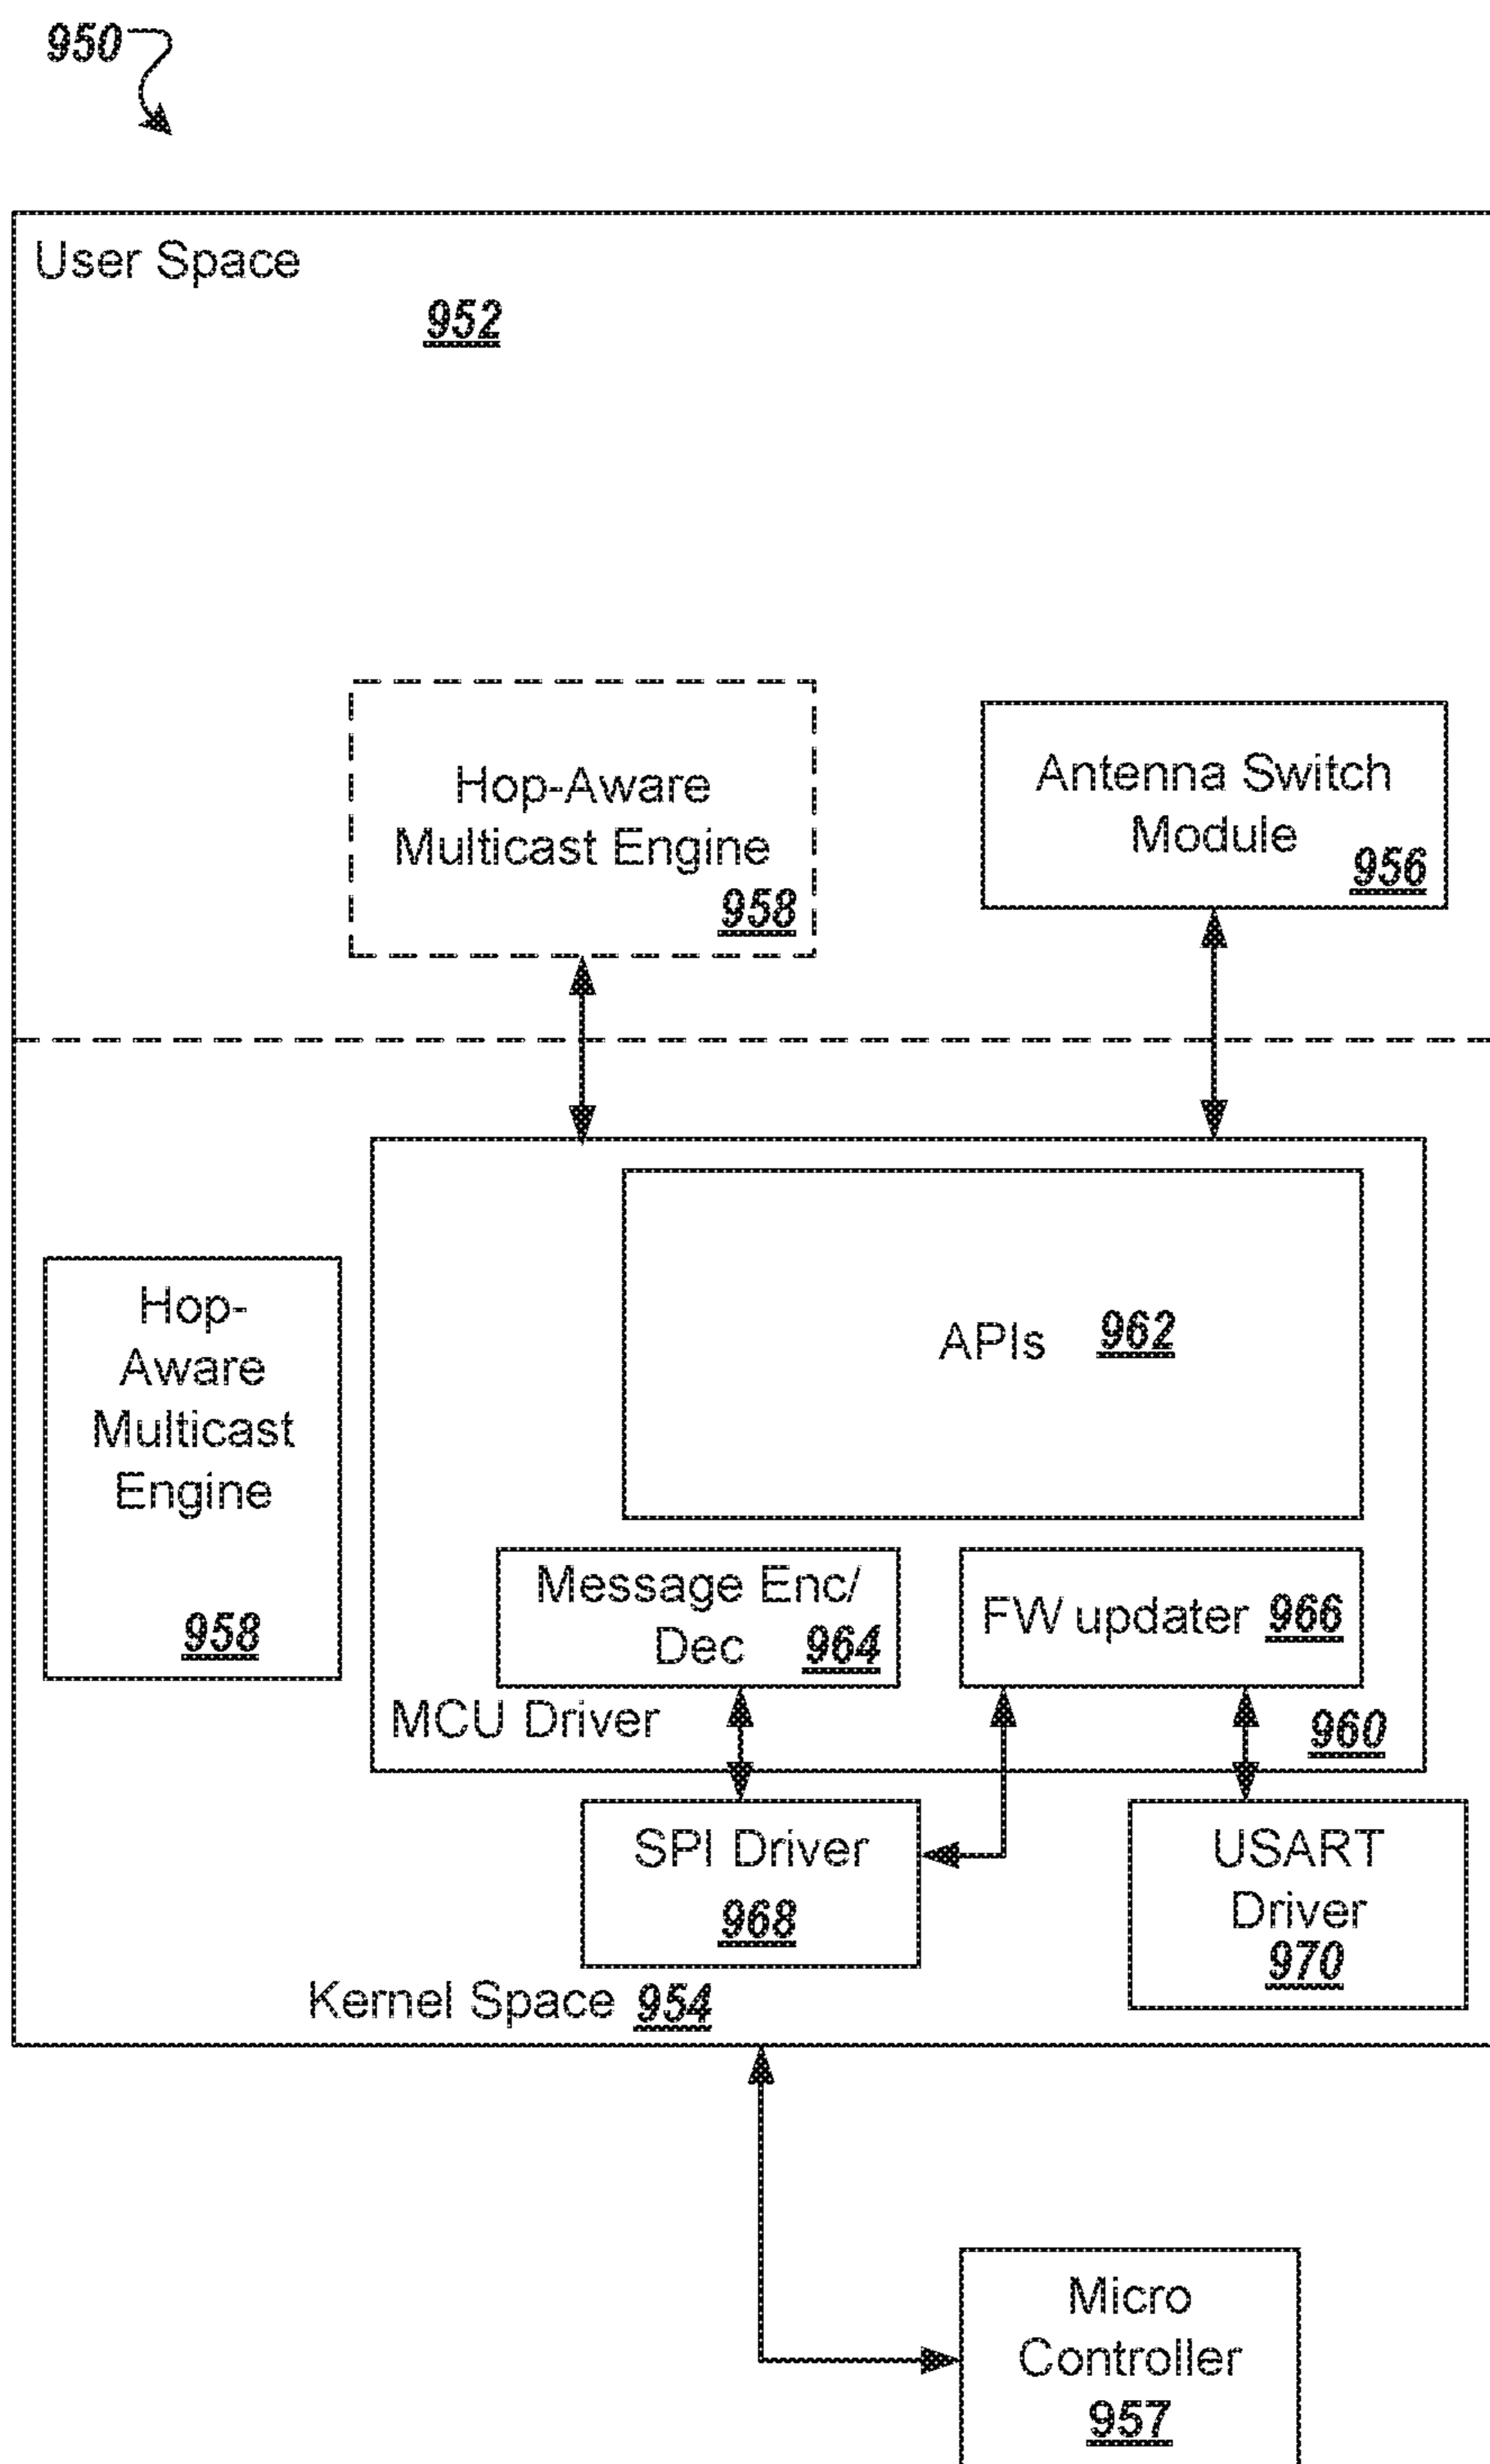 950
User Space
952
Hop-Aware
Multicast Engine
958
Antenna Switch
Module
956
Hop-
Aware
Multicast
Engine
958
APIs 962
Message Enc/
Dec 964
FW updater 966
MCU Driver
960
SPI Driver
968
USART
Driver
970
Kernel Space 954
Micro
Controller
957